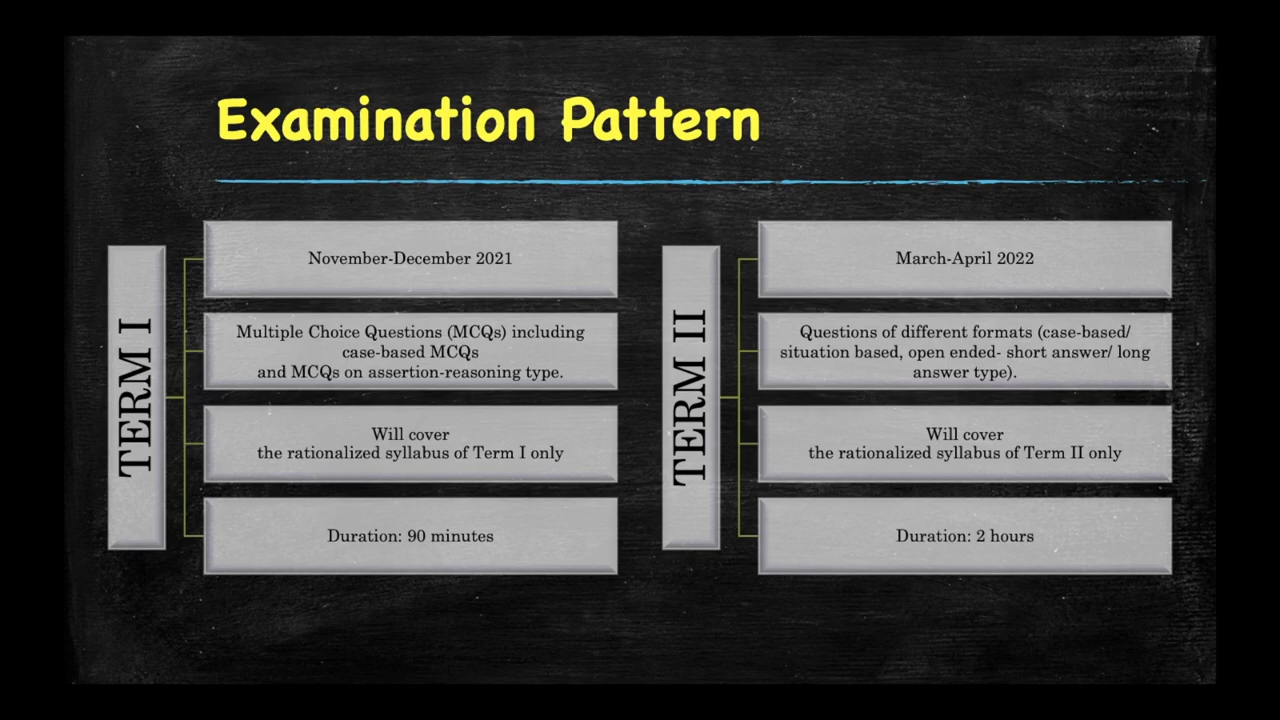 Examination Pattern
TERM I
November-December 2021
Multiple Choice Questions (MCQs) including
case-based MCQs
and MCQs on assertion-reasoning type.
Will cover
the rationalized syllabus of Term I only
Duration: 90 minutes
TERM II
March-April 2022
Questions of different formats (case-based/
situation based, open ended- short answer/ long
answer type).
Will cover
the rationalized syllabus of Term II only
Duration: 2 hours